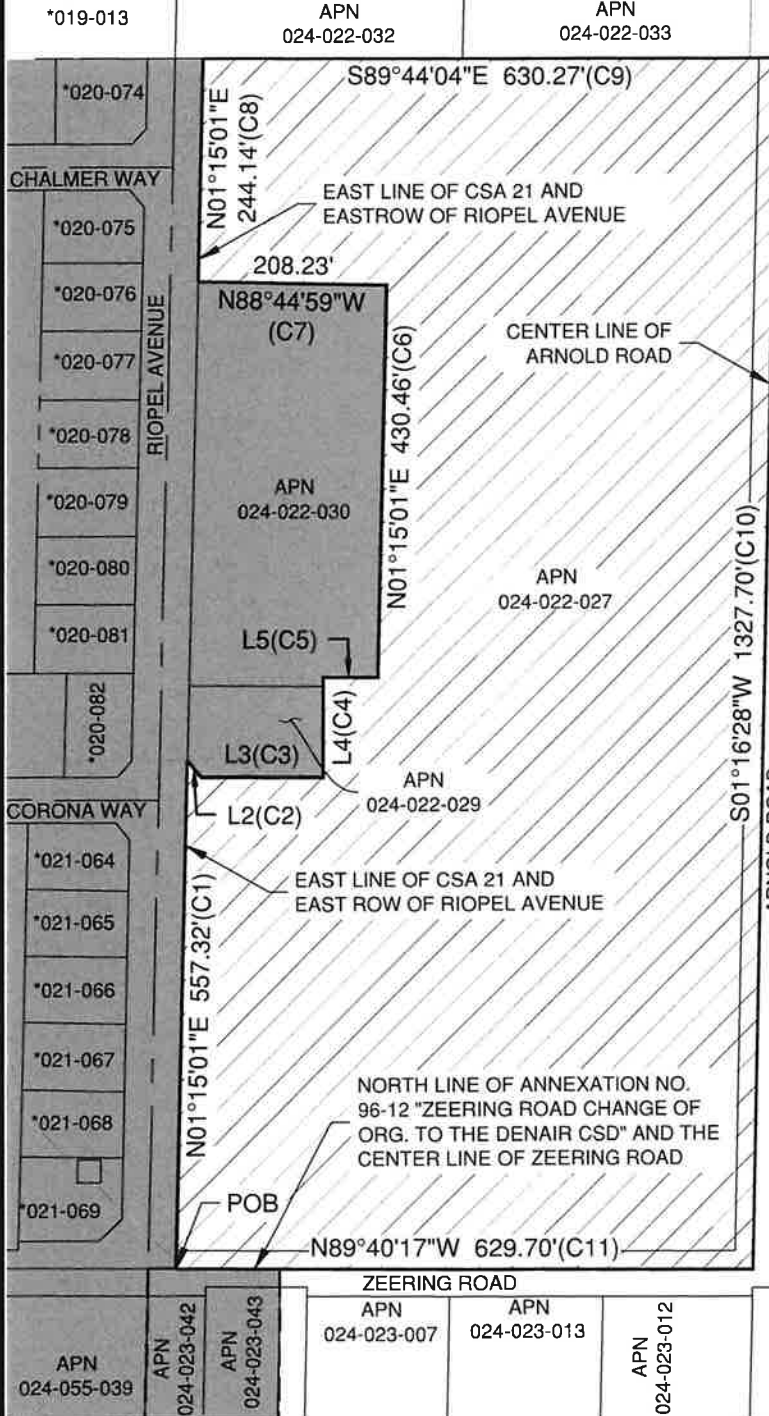 *019-013
APN
024-022-032
APN
024-022-033
*020-074
S89°44'04"E 630.27'(C9)
N01°15'01"E
244.14'(C8)
CHALMER WAY
EAST LINE OF CSA 21 AND
EASTROW OF RIOPEL AVENUE
*020-075
208.23'
*020-076
N88°44'59"W
(C7)
RIOPEL AVENUE
CENTER LINE OF
ARNOLD ROAD
*020-077
N01°15'01"E 430.46'(C6)
*020-078
APN
024-022-030
*020-079
*020-080
APN
024-022-027
S01°16'28"W 1327.70'(C10)
*020-081
L5(C5)
*020-082
L4(C4)
L3(C3)
APN
024-022-029
L2(C2)
CORONA WAY
ARNOLD ROAD
*021-064
EAST LINE OF CSA 21 AND
EAST ROW OF RIOPEL AVENUE
*021-065
N01°15'01"E 557.32'(C1)
*021-066
*021-067
NORTH LINE OF ANNEXATION NO.
96-12 "ZEERING ROAD CHANGE OF
ORG. TO THE DENAIR CSD" AND THE
CENTER LINE OF ZEERING ROAD
*021-068
*021-069
POB
N89°40'17"W 629.70'(C11)
ZEERING ROAD
APN
024-055-039
APN
024-023-042
APN
024-023-043
APN
024-023-007
APN
024-023-013
APN
024-023-012